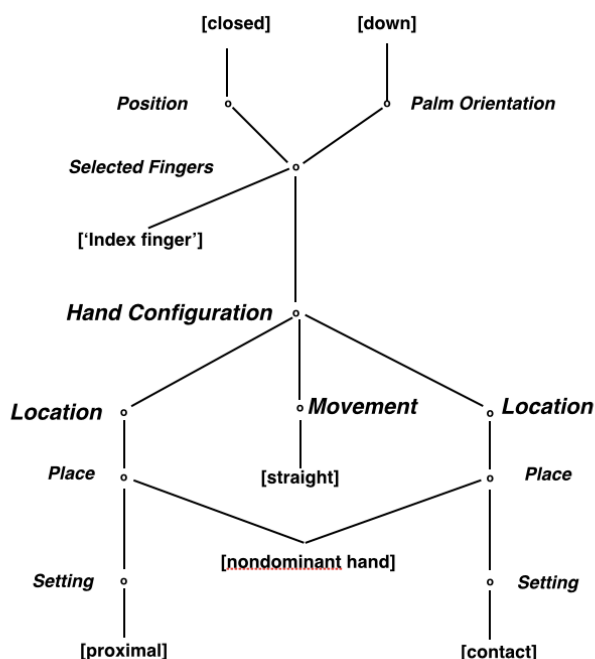 [closed] [down]
Position Palm Orientation
Selected Fingers
[‘Index finger’]
Hand Configuration
Location Movement Location
[straight]
Place Place
[nondominant hand]
Setting Setting
[proximal] [contact]